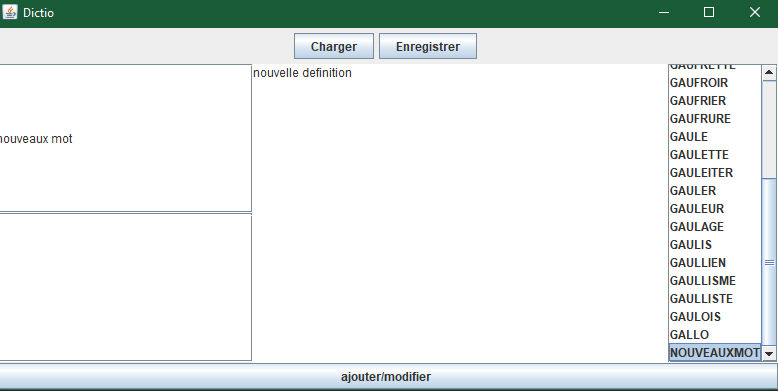 Dictio
Charger
Enregistrer
nouvelle definition
nouveaux mot
GAUFRETTE
GAUFROIR
GAUFRIER
GAUFRURE
GAULE
GAULETTE
GAULEITER
GAULER
GAULEUR
GAULAGE
GAULIS
GAULLIEN
GAULLISME
GAULLISTE
GAULOIS
GALLO
NOUVEAUXMOT
ajouter/modifier